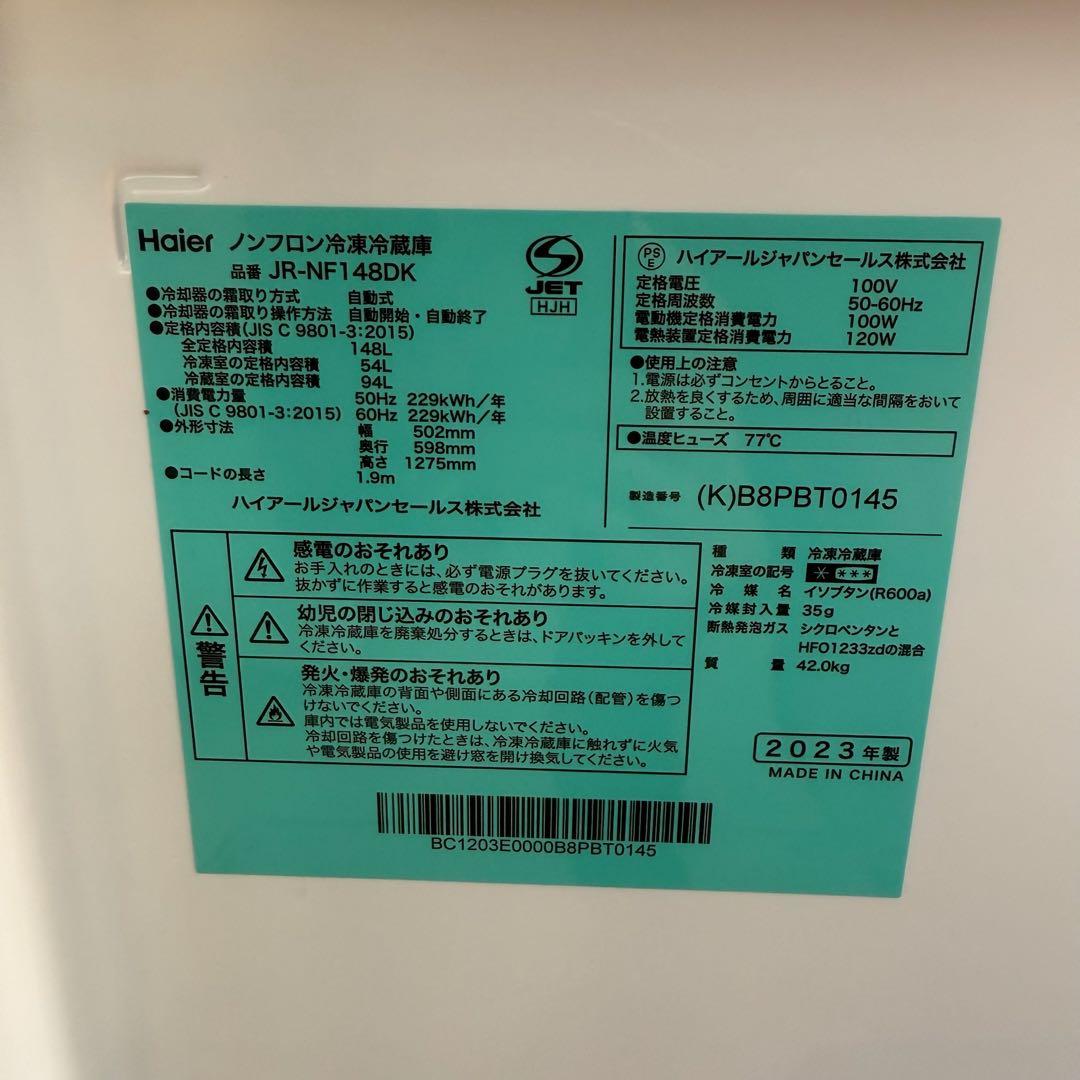 Haier ノンフロン冷凍冷蔵庫
品番 JR-NF148DK
●冷却器の霜取り方式 自動式
●冷却器の霜取り操作方法 自動開始・自動終了
●定格内容積(JIS C 9801-3:2015)
全定格内容積 148L
冷凍室の定格内容積 54L
冷蔵室の定格内容積 94L
●消費電力量 50Hz 229kWh/年
(JIS C 9801-3:2015) 60Hz 229kWh/年
●外形寸法 幅 502mm
奥行 598mm
高さ 1275mm
●コードの長さ 1.9m
ハイアールジャパンセールス株式会社
JET
HJH
PSE ハイアールジャパンセールス株式会社
定格電圧 100V
定格周波数 50-60Hz
電動機定格消費電力 100W
電熱装置定格消費電力 120W
●使用上の注意
1.電源は必ずコンセントからとること。
2.放熱を良くするため、周囲に適当な間隔をおいて
設置すること。
●温度ヒューズ 77℃
製造番号 (K)B8PBT0145
警告
感電のおそれあり
お手入れのときには、必ず電源プラグを抜いてください。
抜かずに作業すると感電のおそれがあります。
幼児の閉じ込みのおそれあり
冷凍冷蔵庫を廃棄処分するときは、ドアパッキンを外して
ください。
発火・爆発のおそれあり
冷凍冷蔵庫の背面や側面にある冷却回路(配管)を傷つ
けないでください。
庫内では電気製品を使用しないでください。
冷却回路を傷つけたときは、冷凍冷蔵庫に触れずに火気
や電気製品の使用を避け窓を開け換気してください。
種類 冷凍冷蔵庫
冷凍室の記号 * ***
冷媒名 イソブタン(R600a)
冷媒封入量 35g
断熱発泡ガス シクロペンタンと
HFO1233zdの混合
質量 42.0kg
2023年製
MADE IN CHINA
BC1203E0000B8PBT0145